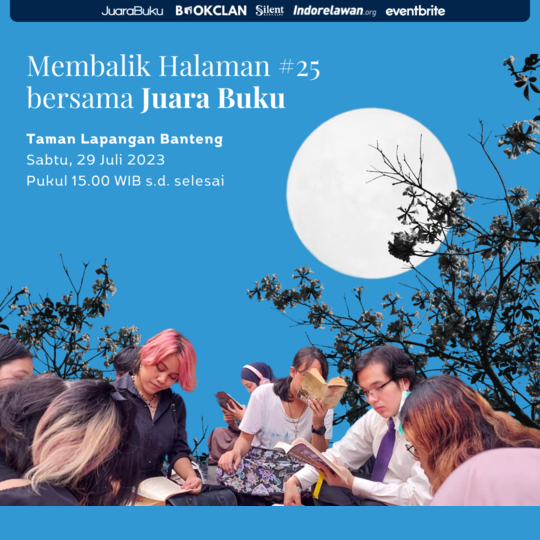 JuaraBuku BOOKCLAN Silent Indorelawan.org eventbrite
Membalik Halaman #25
bersama Juara Buku
Taman Lapangan Banteng
Sabtu, 29 Juli 2023
Pukul 15.00 WIB s.d. selesai